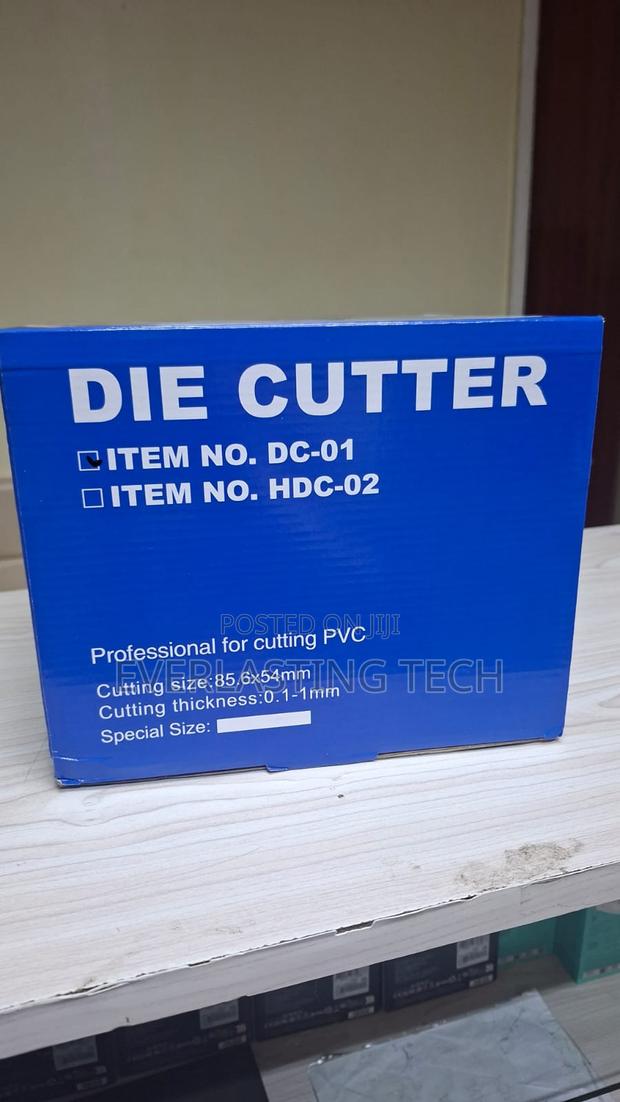 DIE CUTTER
ITEM NO. DC-01
ITEM NO. HDC-02
POSTED ON JIJI
Professional for cutting PVC
EVERLASTING TECH
Cutting size:85,6x54mm
Cutting thickness:0.1-1mm
Special Size: